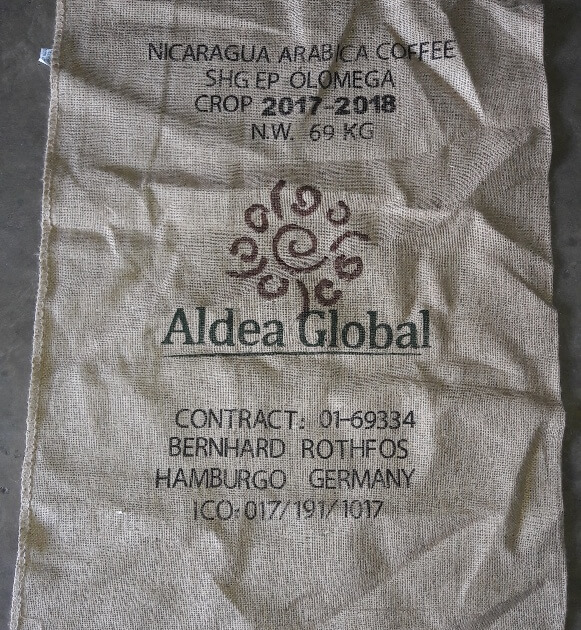 NICARAGUA ARABICA COFFEE
SHG EP OLOMEGA
CROP 2017-2018
N.W. 69 KG
Aldea Global
CONTRACT: 01-69334
BERNHARD ROTHFOS
HAMBURGO GERMANY
ICO: 017/191/1017